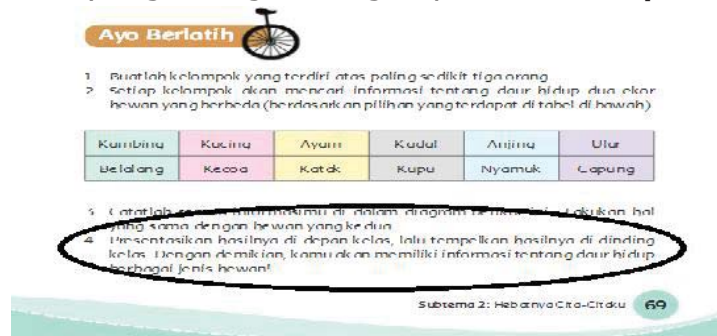 Ayo Berlatih
1 Buatlah kelompok yang terdiri atas paling sedikit tiga orang
2 Setiap kelompok akan mencari informasi tentang daur hidup dua ekor
hewan yang berbeda (berdasarkan pilihan yang terdapat di tabel di bawah)
Kambing Kucing Ayam Kadal Anjing Ular
Belalang Kecoa Katak Kupu Nyamuk Capung
3 Catatlah informasimu di dalam diagram Lakukan hal
yang sama dengan hewan yang kedua
4 Presentasikan hasilnya di depan kelas, lalu tempelkan hasilnya di dinding
kelas. Dengan demikian, kamu akan memiliki informasi tentang daur hidup
berbagai jenis hewan!
Subtema 2: Hebatnya Cita-Citaku 69